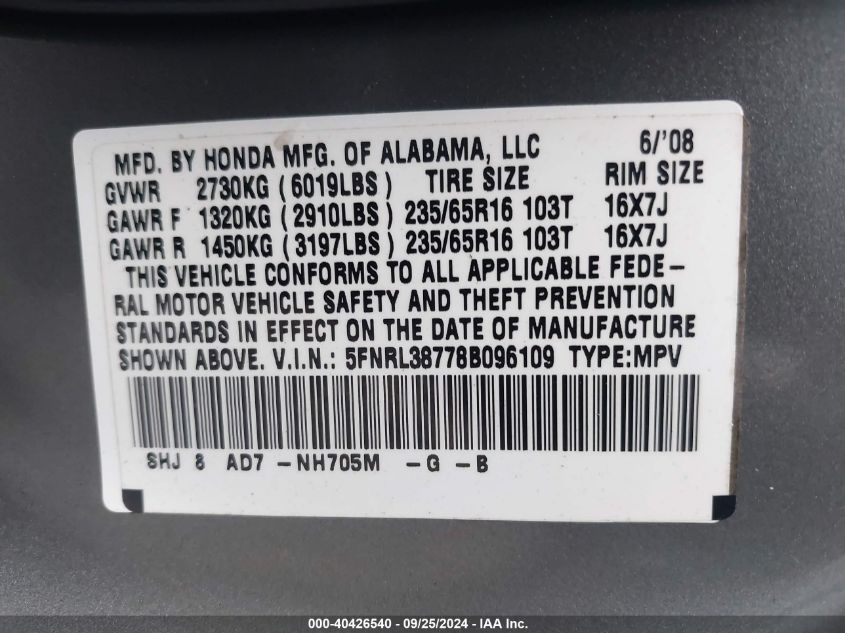 MFD. BY HONDA MFG. OF ALABAMA, LLC 6/'08
GVWR 2730KG (6019LBS) TIRE SIZE RIM SIZE
GAWR F 1320KG (2910LBS) 235/65R16 103T 16X7J
GAWR R 1450KG (3197LBS) 235/65R16 103T 16X7J
THIS VEHICLE CONFORMS TO ALL APPLICABLE FEDE-
RAL MOTOR VEHICLE SAFETY AND THEFT PREVENTION
STANDARDS IN EFFECT ON THE DATE OF MANUFACTURE
SHOWN ABOVE. V.I.N.: 5FNRL38778B096109 TYPE:MPV
SHJ 8 AD7 -NH705M -G -B
000-40426540 - 09/25/2024 - IAA Inc.